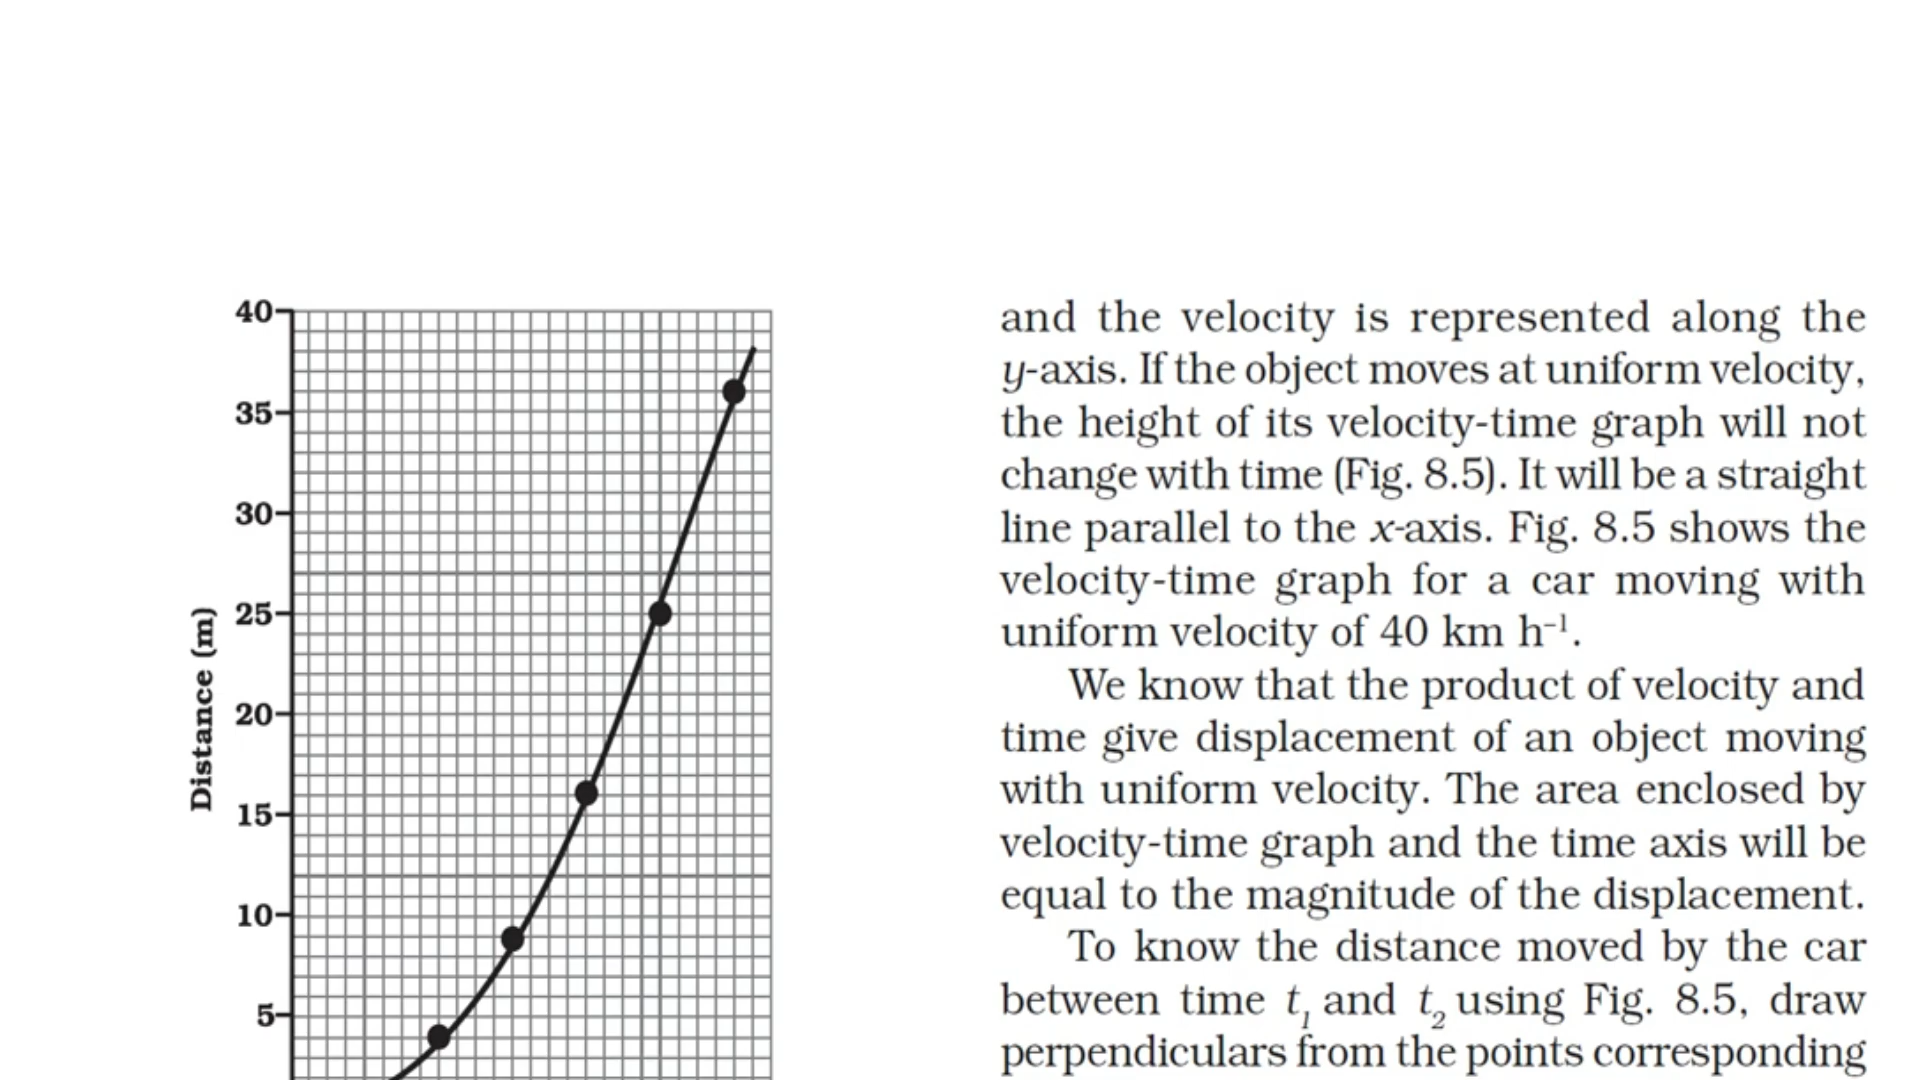 40
35
30
25
20
15
10
5
Distance (m)
and the velocity is represented along the
y-axis. If the object moves at uniform velocity,
the height of its velocity-time graph will not
change with time (Fig. 8.5). It will be a straight
line parallel to the x-axis. Fig. 8.5 shows the
velocity-time graph for a car moving with
uniform velocity of 40 km h⁻¹.
We know that the product of velocity and
time give displacement of an object moving
with uniform velocity. The area enclosed by
velocity-time graph and the time axis will be
equal to the magnitude of the displacement.
To know the distance moved by the car
between time t₁ and t₂ using Fig. 8.5, draw
perpendiculars from the points corresponding